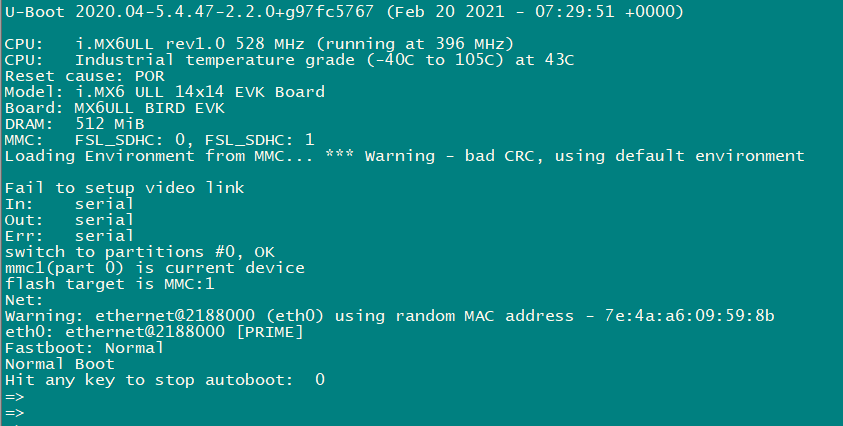 U-Boot 2020.04-5.4.47-2.2.0+g97fc5767 (Feb 20 2021 - 07:29:51 +0000)
CPU:   i.MX6ULL rev1.0 528 MHz (running at 396 MHz)
CPU:   Industrial temperature grade (-40C to 105C) at 43C
Reset cause: POR
Model: i.MX6 ULL 14x14 EVK Board
Board: MX6ULL BIRD EVK
DRAM:  512 MiB
MMC:   FSL_SDHC: 0, FSL_SDHC: 1
Loading Environment from MMC... *** Warning - bad CRC, using default environment
Fail to setup video link
In:    serial
Out:   serial
Err:   serial
switch to partitions #0, OK
mmc1(part 0) is current device
flash target is MMC:1
Net:
Warning: ethernet@2188000 (eth0) using random MAC address - 7e:4a:a6:09:59:8b
eth0: ethernet@2188000 [PRIME]
Fastboot: Normal
Normal Boot
Hit any key to stop autoboot:  0
=>
=>